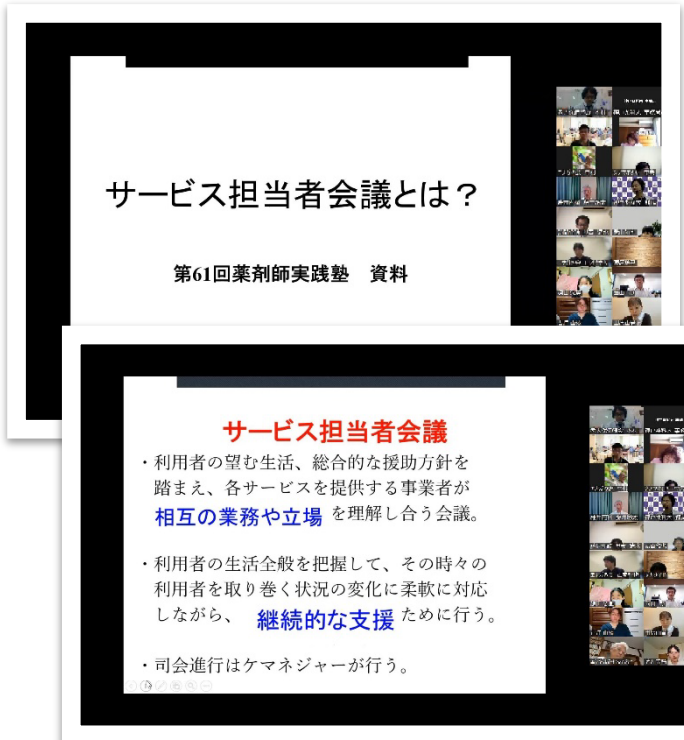 サービス担当者会議とは？
第61回薬剤師実践塾　資料
サービス担当者会議
・利用者の望む生活、総合的な援助方針を
踏まえ、各サービスを提供する事業者が
相互の業務や立場 を理解し合う会議。
・利用者の生活全般を把握して、その時々の
利用者を取り巻く状況の変化に柔軟に対応
しながら、 継続的な支援 ために行う。
・司会進行はケマネジャーが行う。